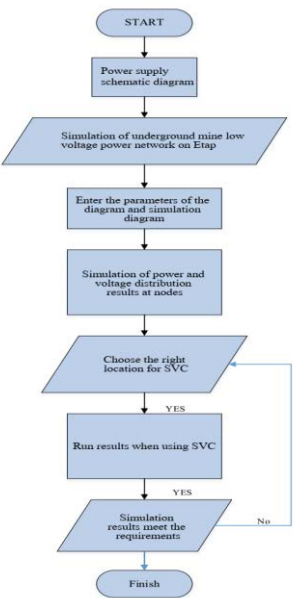 START
Power supply
schematic diagram
Simulation of underground mine low
voltage power network on Etap
Enter the parameters of the
diagram and simulation
diagram
Simulation of power and
voltage distribution
results at nodes
Choose the right
location for SVC
YES
Run results when using SVC
YES
Simulation
results meet the
requirements
No
Finish